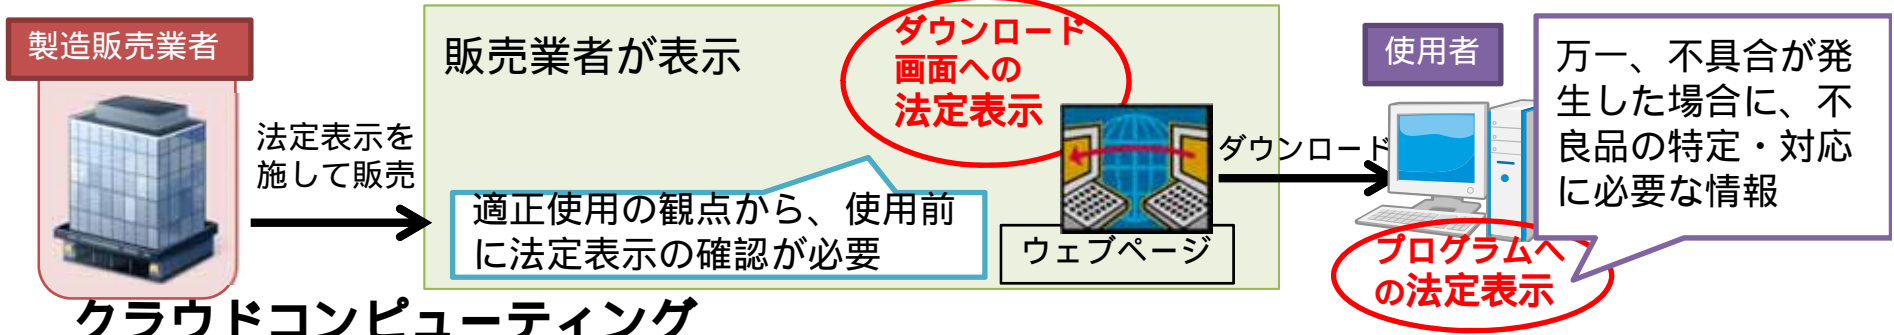 製造販売業者
法定表示を
施して販売
販売業者が表示
ダウンロード
画面への
法定表示
適正使用の観点から、使用前
に法定表示の確認が必要
ウェブページ
ダウンロード
使用者
万一、不具合が発
生した場合に、不
良品の特定・対応
に必要な情報
プログラムへ
の法定表示
クラウドコンピューティング